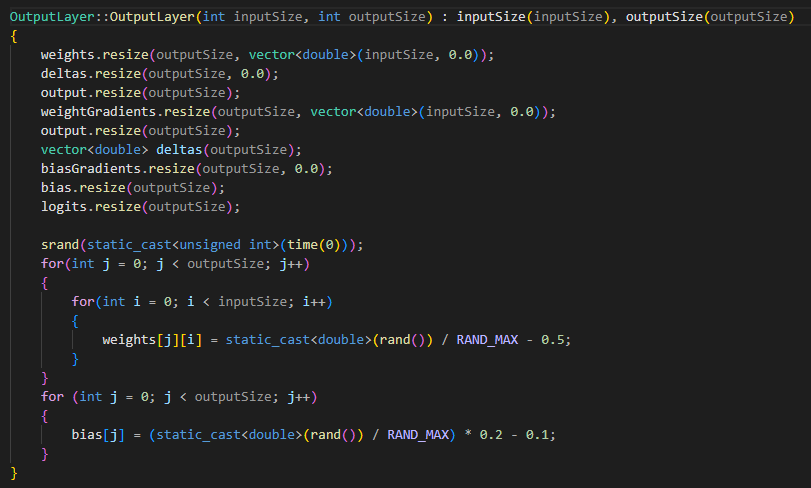 OutputLayer::OutputLayer(int inputSize, int outputSize) : inputSize(inputSize), outputSize(outputSize)
{
    weights.resize(outputSize, vector<double>(inputSize, 0.0));
    deltas.resize(outputSize, 0.0);
    output.resize(outputSize);
    weightGradients.resize(outputSize, vector<double>(inputSize, 0.0));
    output.resize(outputSize);
    vector<double> deltas(outputSize);
    biasGradients.resize(outputSize, 0.0);
    bias.resize(outputSize);
    logits.resize(outputSize);

    srand(static_cast<unsigned int>(time(0)));
    for(int j = 0; j < outputSize; j++)
    {
        for(int i = 0; i < inputSize; i++)
        {
            weights[j][i] = static_cast<double>(rand()) / RAND_MAX - 0.5;
        }
    }
    for (int j = 0; j < outputSize; j++)
    {
        bias[j] = (static_cast<double>(rand()) / RAND_MAX) * 0.2 - 0.1;
    }
}